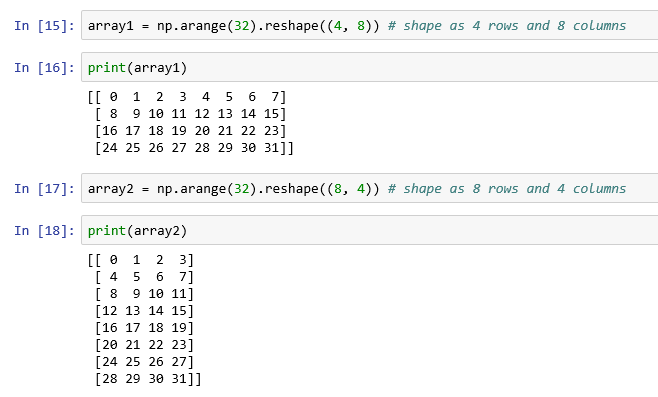 In [15]: array1 = np.arange(32).reshape((4, 8)) # shape as 4 rows and 8 columns
In [16]: print(array1)
[[ 0  1  2  3  4  5  6  7]
 [ 8  9 10 11 12 13 14 15]
 [16 17 18 19 20 21 22 23]
 [24 25 26 27 28 29 30 31]]
In [17]: array2 = np.arange(32).reshape((8, 4)) # shape as 8 rows and 4 columns
In [18]: print(array2)
[[ 0  1  2  3]
 [ 4  5  6  7]
 [ 8  9 10 11]
 [12 13 14 15]
 [16 17 18 19]
 [20 21 22 23]
 [24 25 26 27]
 [28 29 30 31]]